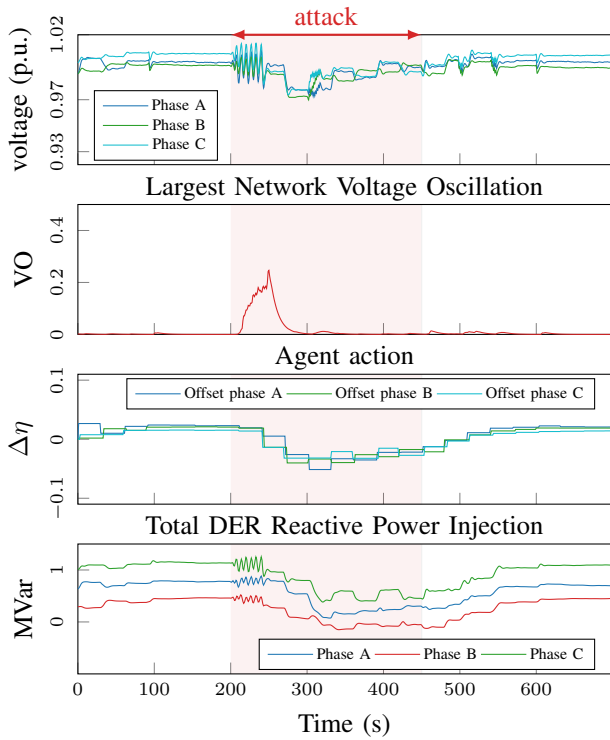 attack
voltage (p.u.)
1.02
0.97
0.93
Phase A
Phase B
Phase C
Largest Network Voltage Oscillation
VO
0.4
0.2
0
Agent action
Δη
0.1
0
−0.1
Offset phase A Offset phase B Offset phase C
Total DER Reactive Power Injection
MVar
1
0
Phase A Phase B Phase C
0 100 200 300 400 500 600
Time (s)